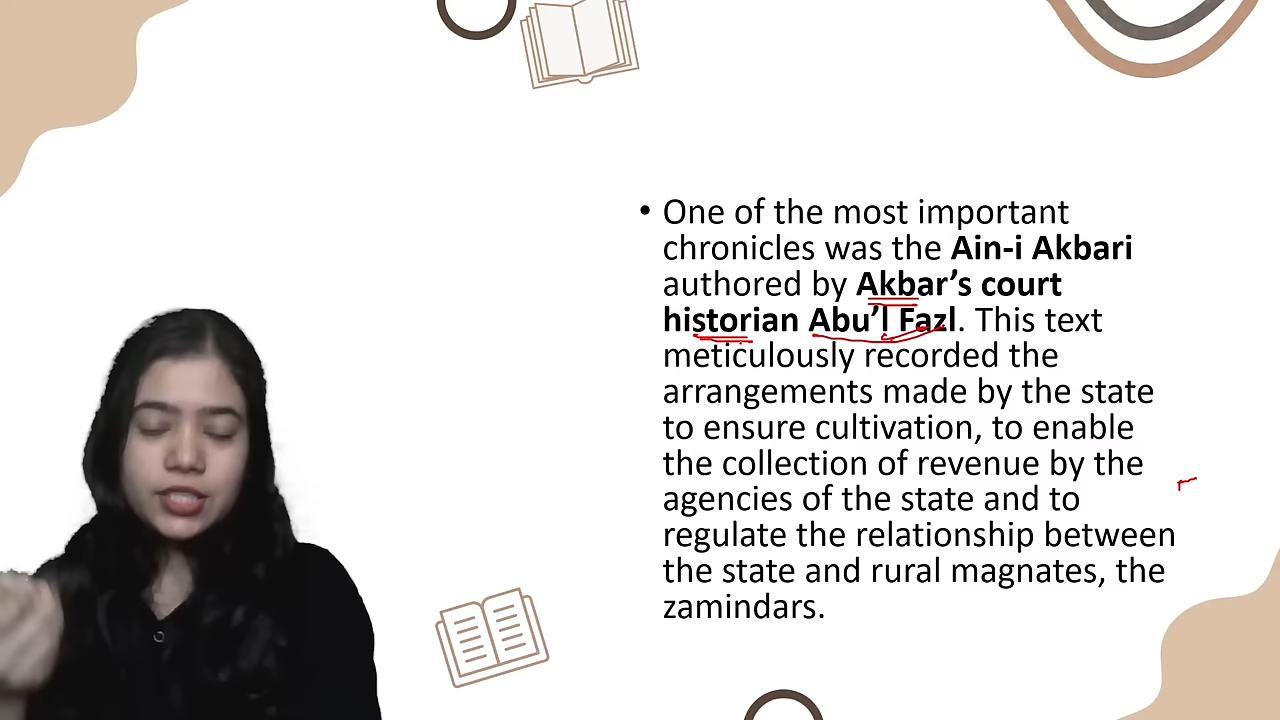 • One of the most important
chronicles was the Ain-i Akbari
authored by Akbar’s court
historian Abu’l Fazl. This text
meticulously recorded the
arrangements made by the state
to ensure cultivation, to enable
the collection of revenue by the
agencies of the state and to
regulate the relationship between
the state and rural magnates, the
zamindars.